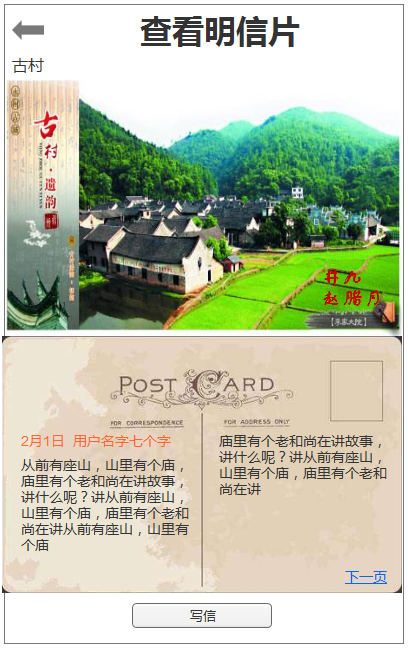 查看明信片
古村
古村·遗韵
李家大院
POST CARD
FOR CORRESPONDENCE
FOR ADDRESS ONLY
2月1日 用户名字七个字
从前有座山，山里有个庙，
庙里有个老和尚在讲故事，
讲什么呢？讲从前有座山，
山里有个庙，庙里有个老和
尚在讲从前有座山，山里有
个庙
庙里有个老和尚在讲故事，
讲什么呢？讲从前有座山，
山里有个庙，庙里有个老和
尚在讲
下一页
写信